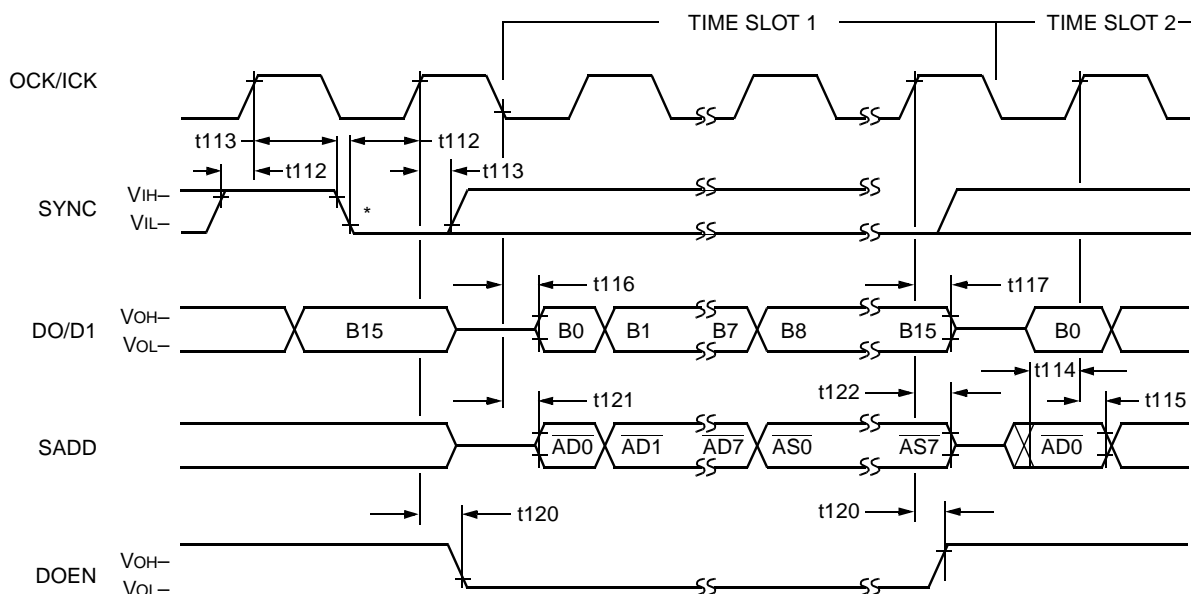 TIME SLOT 1
TIME SLOT 2
OCK/ICK
t113
t112
t112
t113
VIH–
SYNC
VIL–
*
t116
t117
VOH–
DO/D1
VOL–
B15
B0
B1
B7
B8
B15
B0
t114
t121
t122
t115
SADD
AD0
AD1
AD7
AS0
AS7
AD0
t120
t120
VOH–
DOEN
VOL–